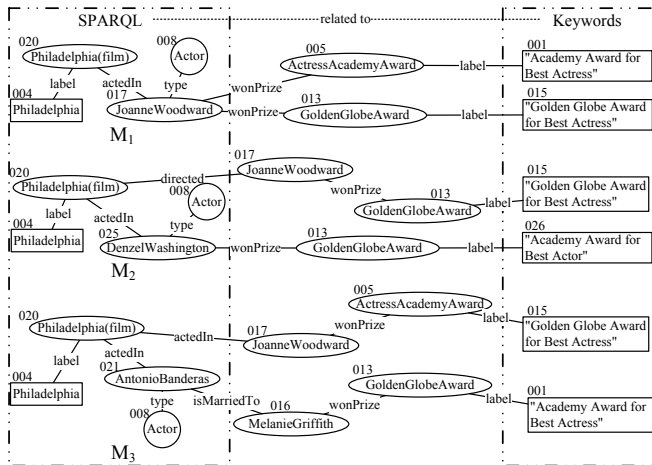 SPARQL
related to
Keywords
020
Philadelphia(film)
008
Actor
005
ActressAcademyAward
001
"Academy Award for
Best Actress"
label
actedIn
type
wonPrize
label
004
Philadelphia
017
JoanneWoodward
wonPrize
013
GoldenGlobeAward
label
015
"Golden Globe Award
for Best Actress"
M1
020
Philadelphia(film)
directed
017
JoanneWoodward
008
Actor
wonPrize
013
GoldenGlobeAward
label
015
"Golden Globe Award
for Best Actress"
label
actedIn
type
004
Philadelphia
025
DenzelWashington
wonPrize
013
GoldenGlobeAward
label
026
"Academy Award for
Best Actor"
M2
020
Philadelphia(film)
actedIn
017
JoanneWoodward
wonPrize
005
ActressAcademyAward
label
015
"Golden Globe Award
for Best Actress"
label
actedIn
004
Philadelphia
021
AntonioBanderas
type
isMarriedTo
008
Actor
016
MelanieGriffith
wonPrize
013
GoldenGlobeAward
label
001
"Academy Award for
Best Actress"
M3